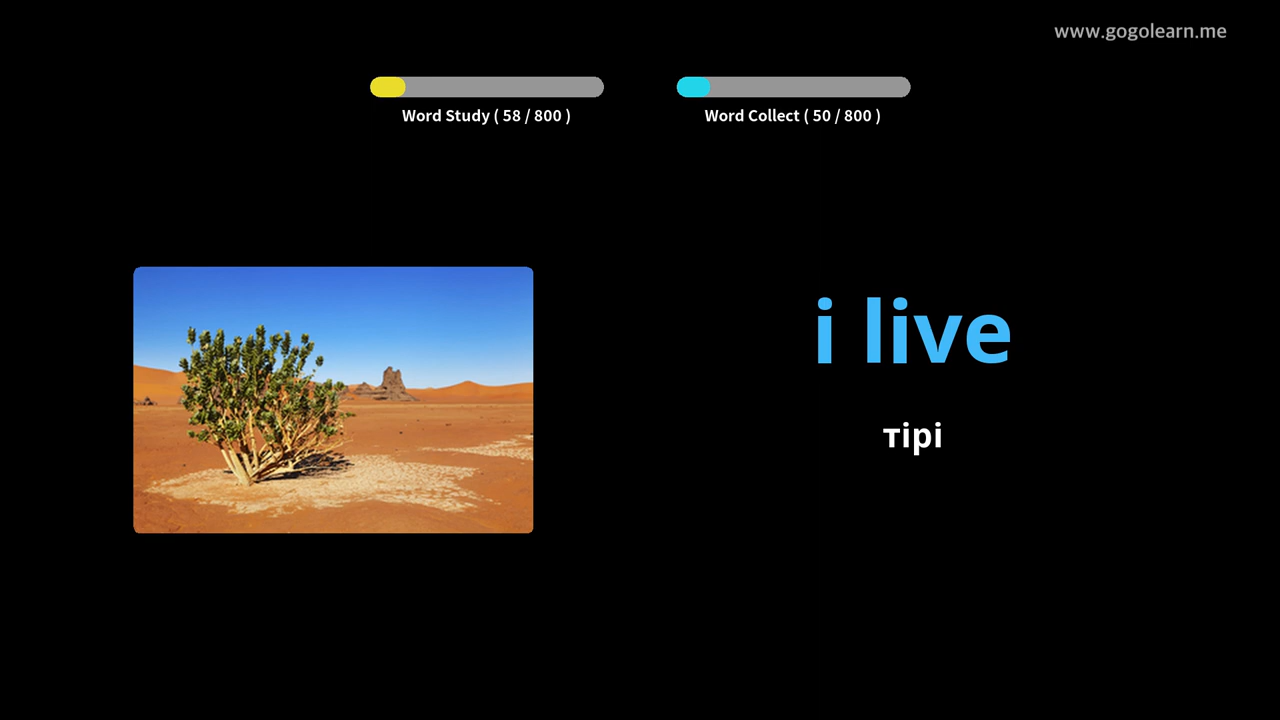 www.gogolearn.me
Word Study ( 58 / 800 )
Word Collect ( 50 / 800 )
i live
тірі